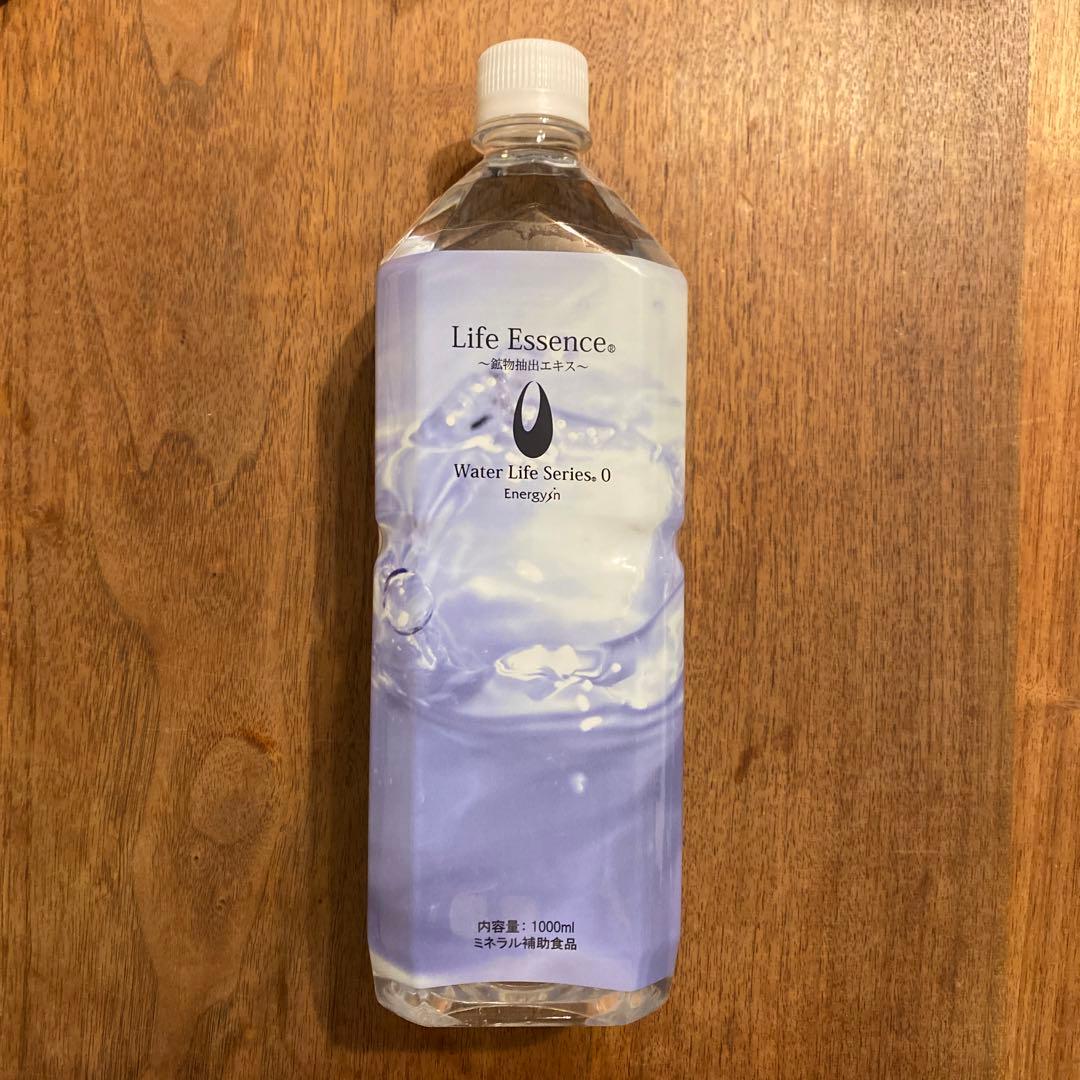 Life Essence®
～鉱物抽出エキス～
Water Life Series® 0
Energysin
内容量：1000ml
ミネラル補助食品